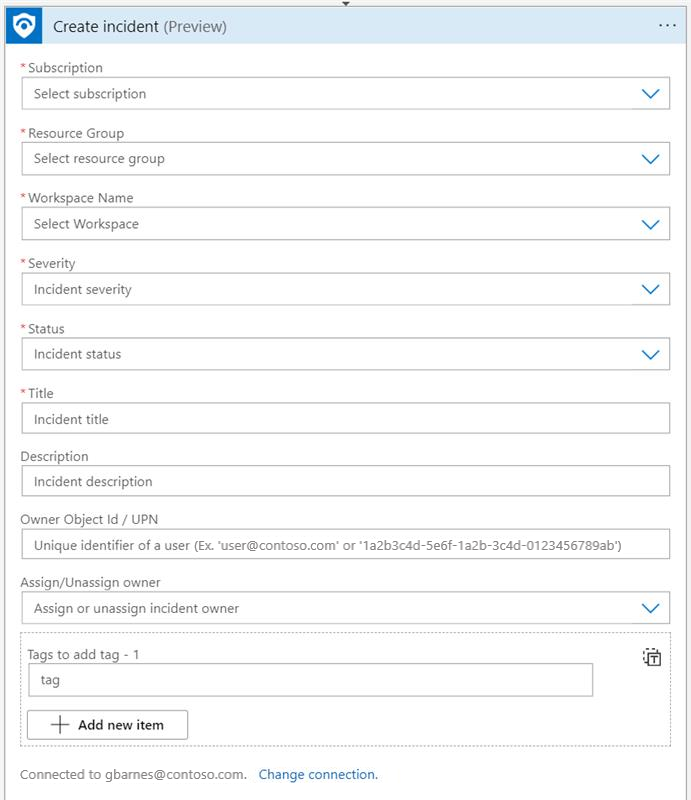 Create incident (Preview)
* Subscription
Select subscription
* Resource Group
Select resource group
* Workspace Name
Select Workspace
* Severity
Incident severity
* Status
Incident status
* Title
Incident title
Description
Incident description
Owner Object Id / UPN
Unique identifier of a user (Ex. 'user@contoso.com' or '1a2b3c4d-5e6f-1a2b-3c4d-0123456789ab')
Assign/Unassign owner
Assign or unassign incident owner
Tags to add tag - 1
tag
Add new item
Connected to gbarnes@contoso.com. Change connection.